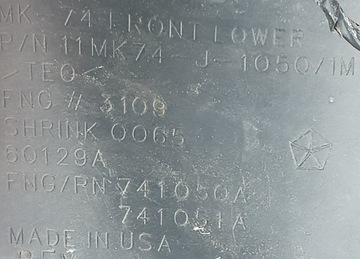 MK 74 FRONT LOWER
P/N 11MK74-J-1050/1M
>TEO<
ENG # 3109
SHRINK 0065
60129A
ENG/RN 741050A
741051A
MADE IN USA